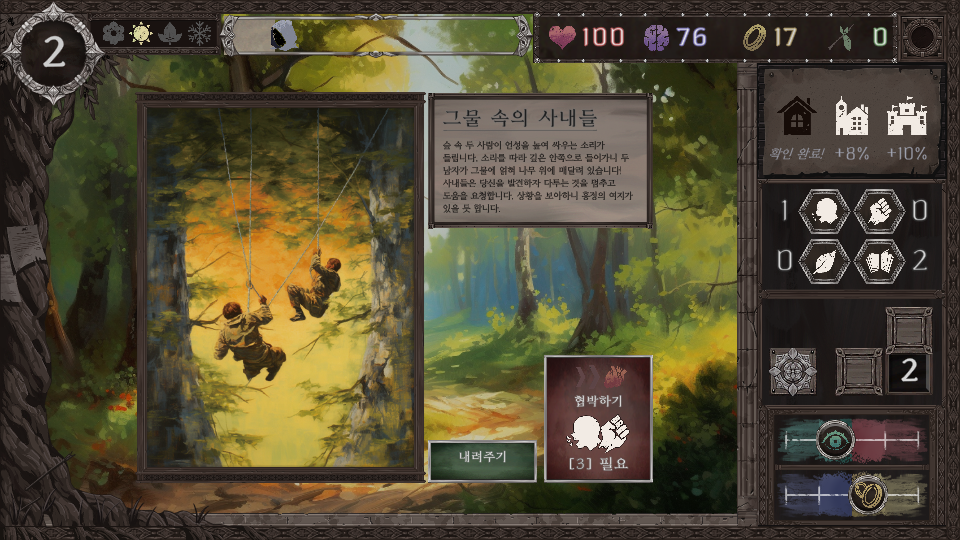 2
100
76
17
0
그물 속의 사내들
숲 속 두 사람이 언성을 높여 싸우는 소리가
들립니다. 소리를 따라 깊은 안쪽으로 들어가니 두
남자가 그물에 얽혀 나무 위에 매달려 있습니다!
사내들은 당신을 발견하자 다투는 것을 멈추고
도움을 요청합니다. 상황을 보아하니 흥정의 여지가
있을 듯 합니다.
확인 완료!
+8%
+10%
1
0
0
2
2
협박하기
[3] 필요
내려주기